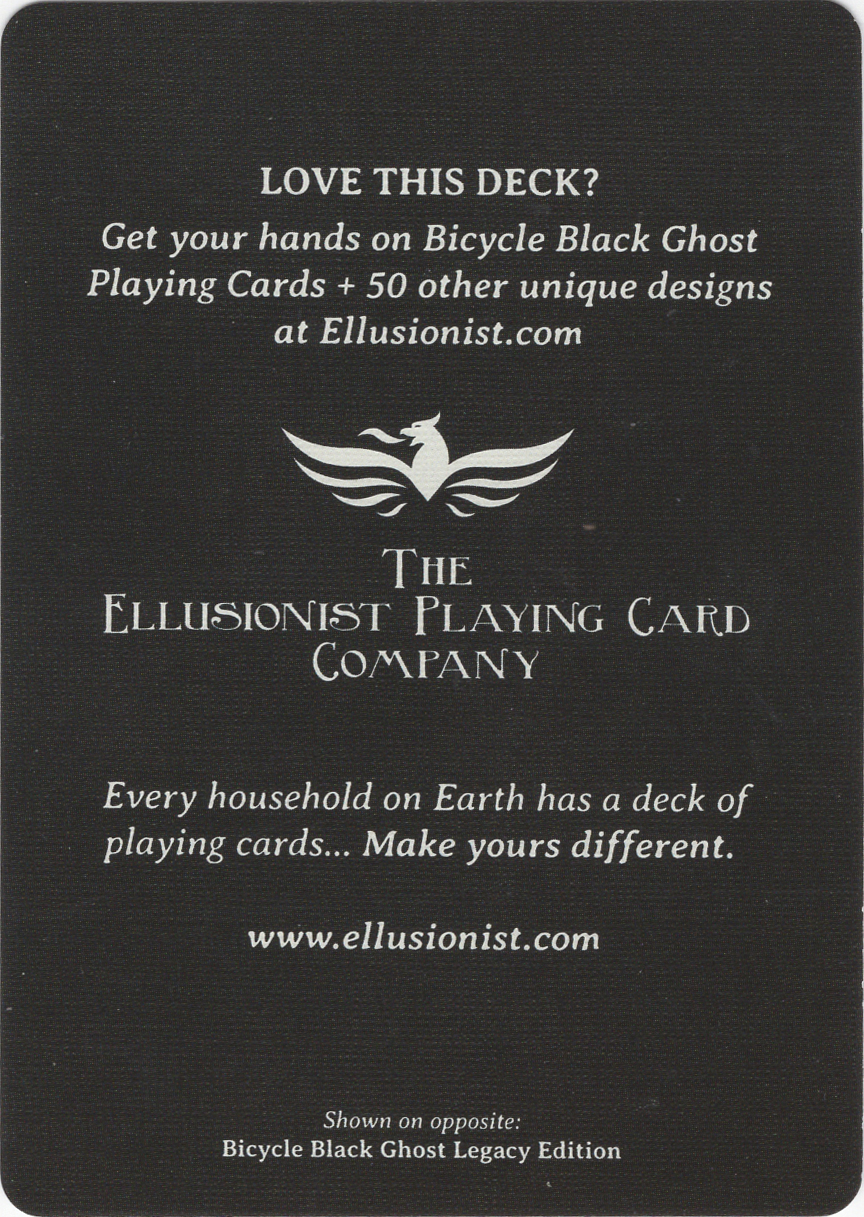 LOVE THIS DECK?
Get your hands on Bicycle Black Ghost
Playing Cards + 50 other unique designs
at Ellusionist.com
THE
ELLUSIONIST PLAYING CARD
COMPANY
Every household on Earth has a deck of
playing cards... Make yours different.
www.ellusionist.com
Shown on opposite:
Bicycle Black Ghost Legacy Edition